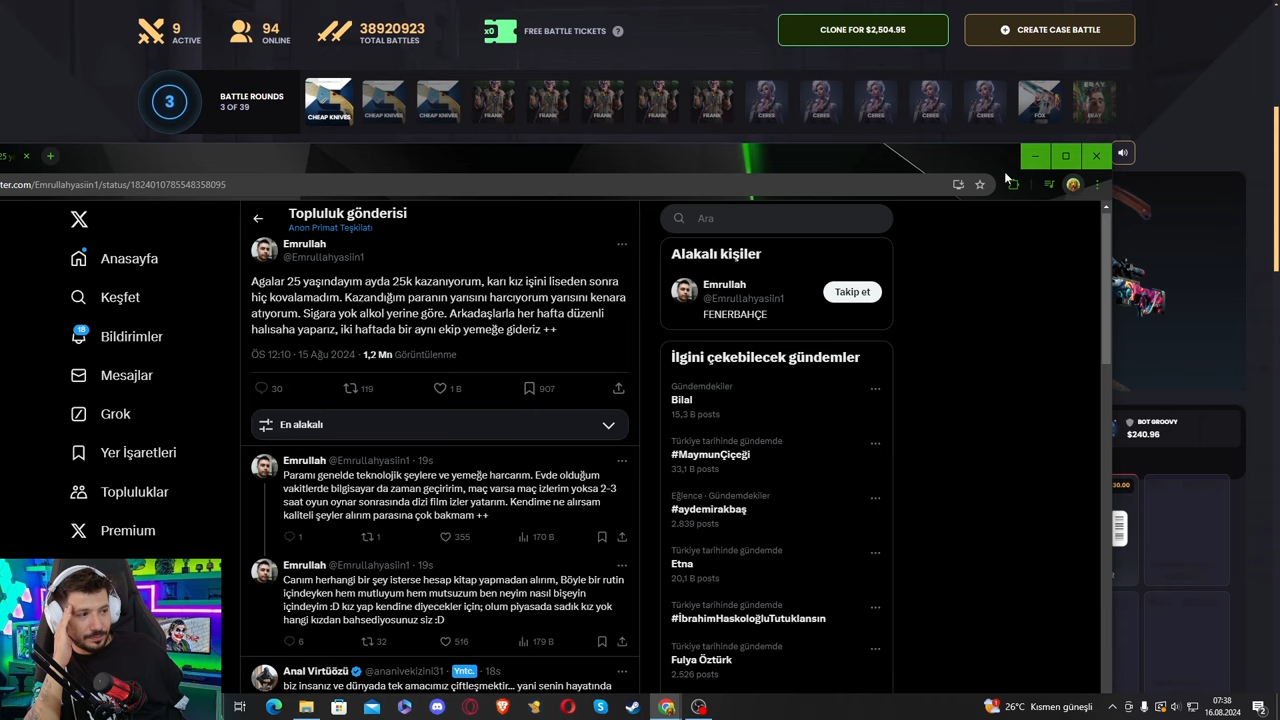 9
ACTIVE
94
ONLINE
38920923
TOTAL BATTLES
x0
FREE BATTLE TICKETS ?
CLONE FOR $2,504.95
CREATE CASE BATTLE
3
BATTLE ROUNDS
3 OF 39
CHEAP KNIVES
CHEAP KNIVES
CHEAP KNIVES
FRANK
FRANK
FRANK
FRANK
FRANK
CERES
CERES
CERES
CERES
CERES
FOX
EBAY
25 y
ter.com/Emrullahyasiin1/status/1824010785548358095
Topluluk gönderisi
Anon Primat Teşkilatı
Emrullah
@Emrullahyasiin1
Agalar 25 yaşındayım ayda 25k kazanıyorum, karı kız işini liseden sonra
hiç kovalamadım. Kazandığım paranın yarısını harcıyorum yarısını kenara
atıyorum. Sigara yok alkol yerine göre. Arkadaşlarla her hafta düzenli
halısaha yaparız, iki haftada bir aynı ekip yemeğe gideriz ++
ÖS 12:10 · 15 Ağu 2024 · 1,2 Mn Görüntülenme
30 119 1 B 907
En alakalı
Emrullah @Emrullahyasiin1 · 19s
Paramı genelde teknolojik şeylere ve yemeğe harcarım. Evde olduğum
vakitlerde bilgisayar da zaman geçiririm, maç varsa maç izlerim yoksa 2-3
saat oyun oynar sonrasında dizi film izler yatarım. Kendime ne alırsam
kaliteli şeyler alırım parasına çok bakmam ++
1 1 355 170 B
Emrullah @Emrullahyasiin1 · 19s
Canım herhangi bir şey isterse hesap kitap yapmadan alırım, Böyle bir rutin
içindeyken hem mutluyum hem mutsuzum ben neyim nasıl bişeyin
içindeyim :D kız yap kendine diyecekler için; olum piyasada sadık kız yok
hangi kızdan bahsediyosunuz siz :D
6 32 516 179 B
Anal Virtüözü @ananivekizini31 · Yntc. · 18s
biz insanız ve dünyada tek amacımız çiftleşmektir... yani senin hayatında
Anasayfa
Keşfet
18
Bildirimler
Mesajlar
Grok
Yer İşaretleri
Topluluklar
Premium
Ara
Alakalı kişiler
Emrullah
@Emrullahyasiin1
FENERBAHÇE
Takip et
İlgini çekebilecek gündemler
Gündemdekiler
Bilal
15,3 B posts
Türkiye tarihinde gündemde
#MaymunÇiçeği
33,1 B posts
Eğlence · Gündemdekiler
#aydemirakbaş
2.839 posts
Türkiye tarihinde gündemde
Etna
20,1 B posts
Türkiye tarihinde gündemde
#İbrahimHaskoloğluTutuklansın
Türkiye tarihinde gündemde
Fulya Öztürk
2.526 posts
BOT GROOVY
$240.96
30.00
26°C Kısmen güneşli
07:38
16.08.2024